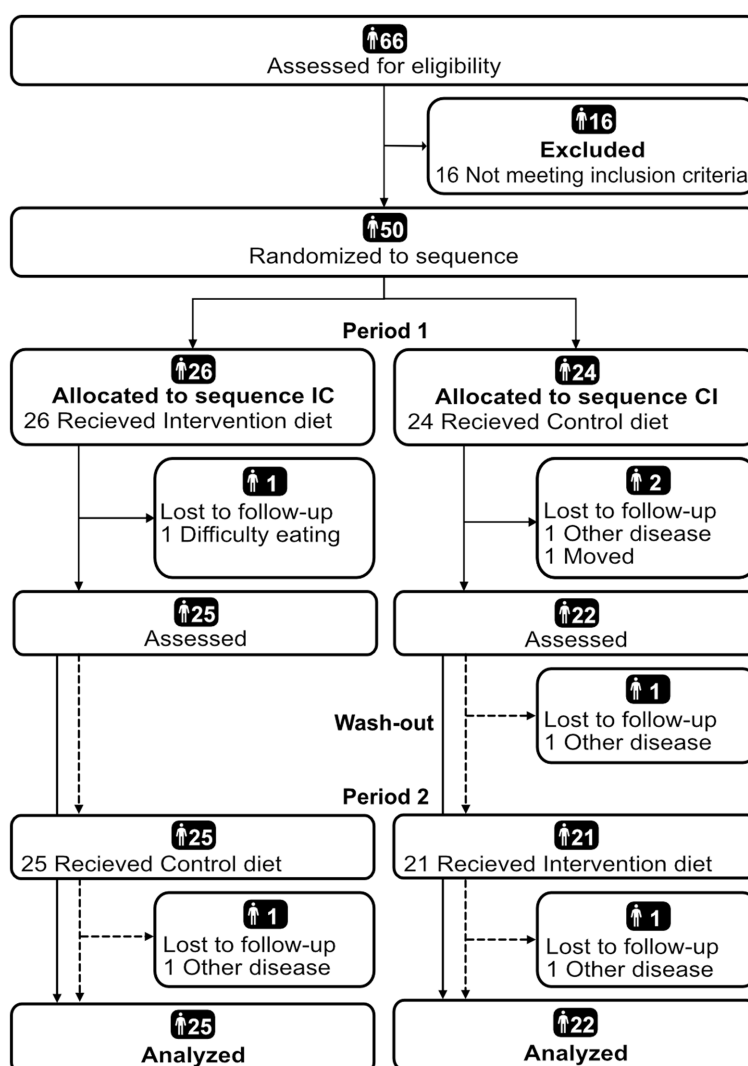 66
Assessed for eligibility
16
Excluded
16 Not meeting inclusion criteria
50
Randomized to sequence
Period 1
26
Allocated to sequence IC
26 Recieved Intervention diet
24
Allocated to sequence CI
24 Recieved Control diet
1
Lost to follow-up
1 Difficulty eating
2
Lost to follow-up
1 Other disease
1 Moved
25
Assessed
22
Assessed
1
Lost to follow-up
1 Other disease
Wash-out
Period 2
25
25 Recieved Control diet
21
21 Recieved Intervention diet
1
Lost to follow-up
1 Other disease
1
Lost to follow-up
1 Other disease
25
Analyzed
22
Analyzed